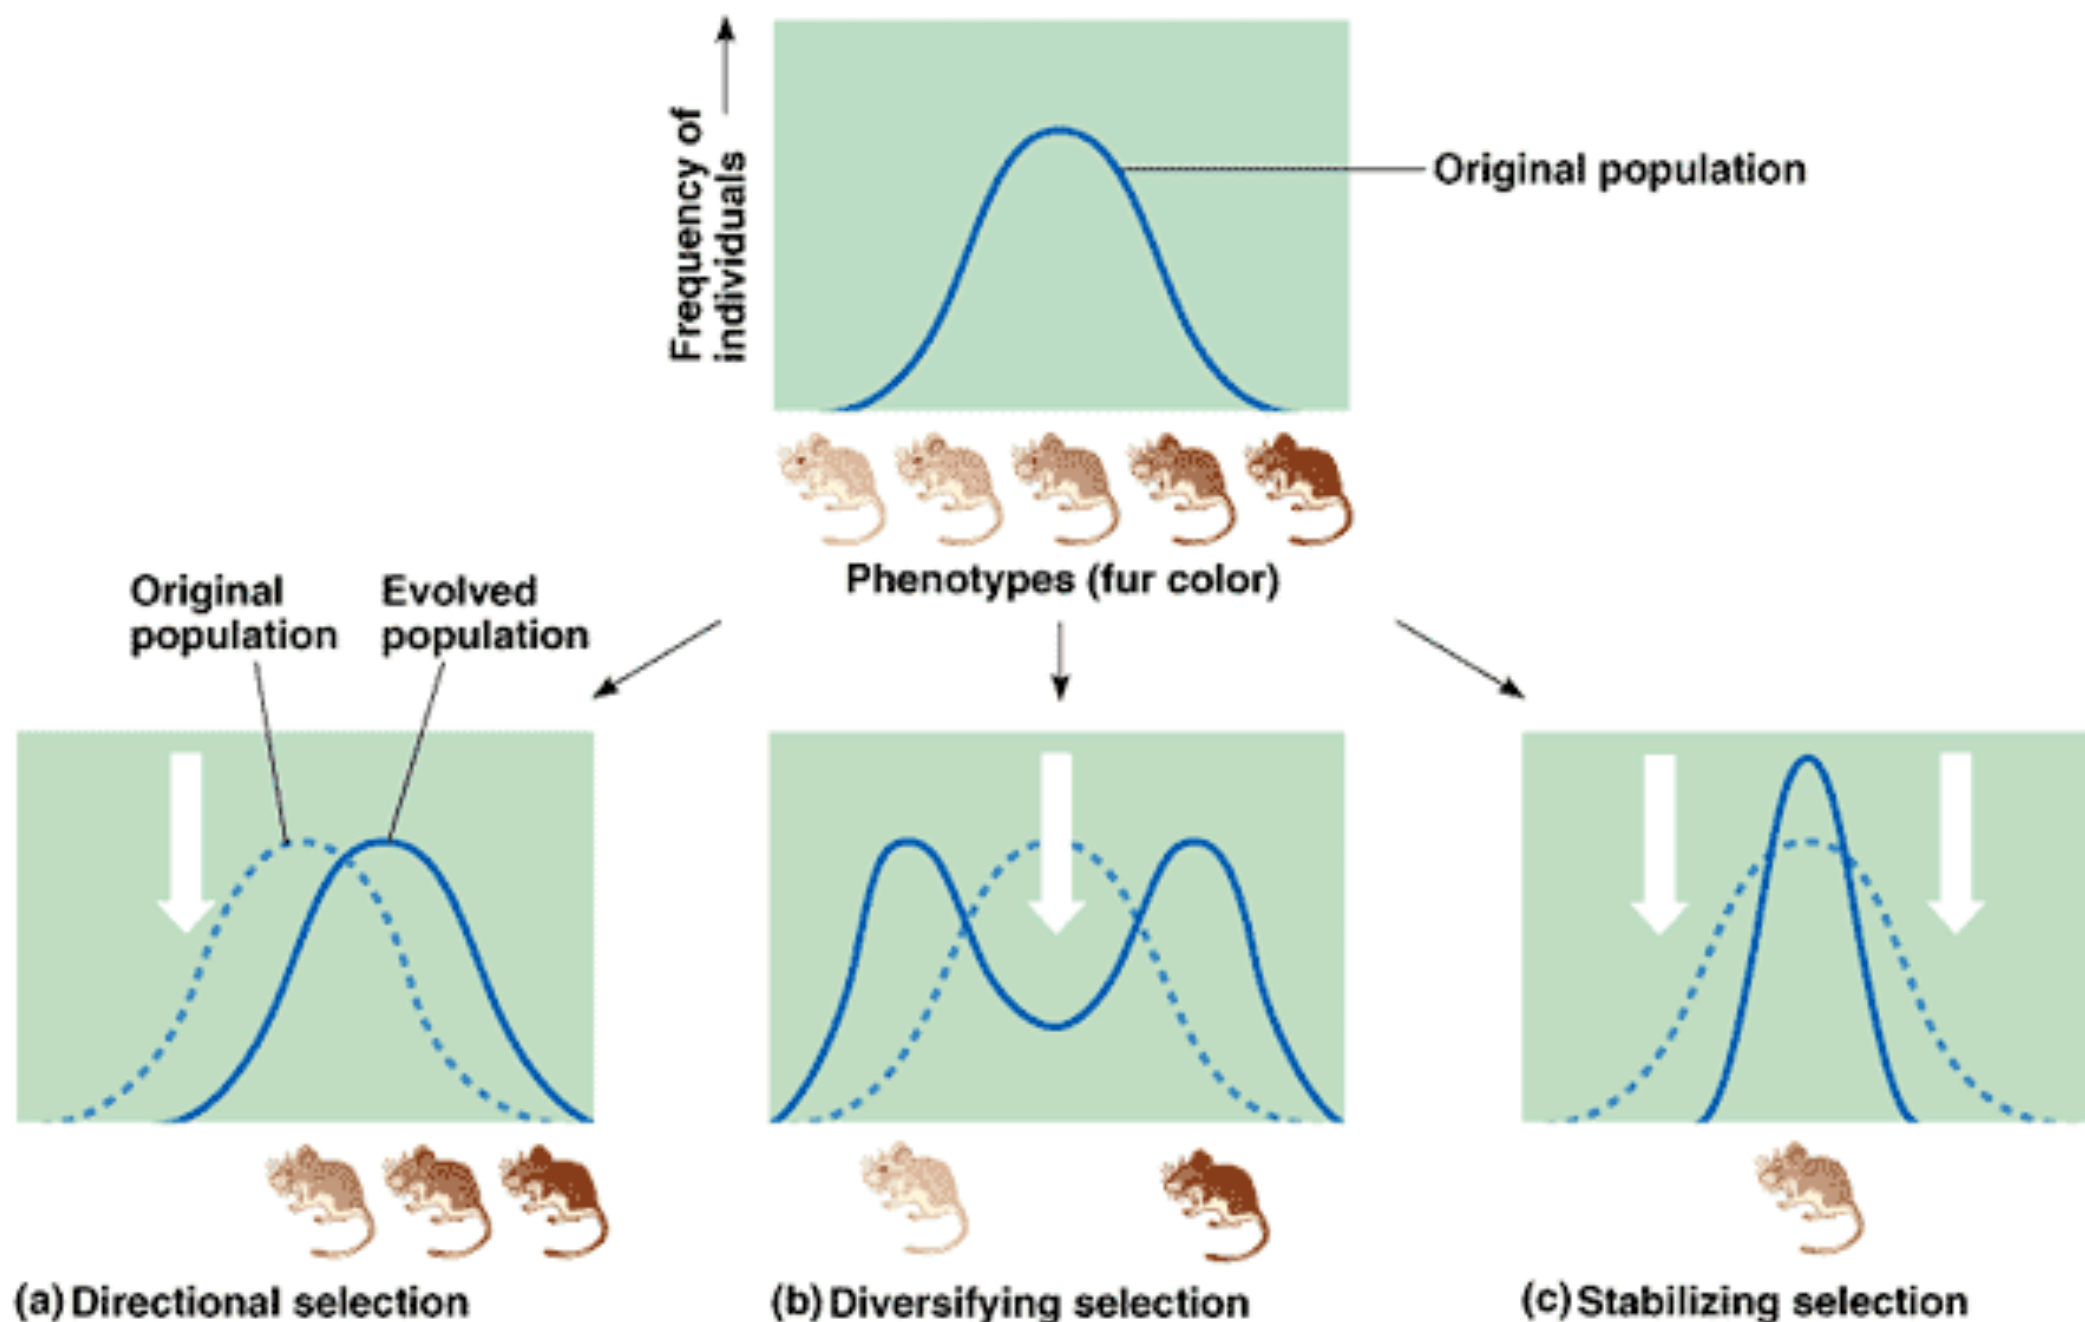 Frequency of
individuals
Original population
Phenotypes (fur color)
Original
population
Evolved
population
(a) Directional selection
(b) Diversifying selection
(c) Stabilizing selection